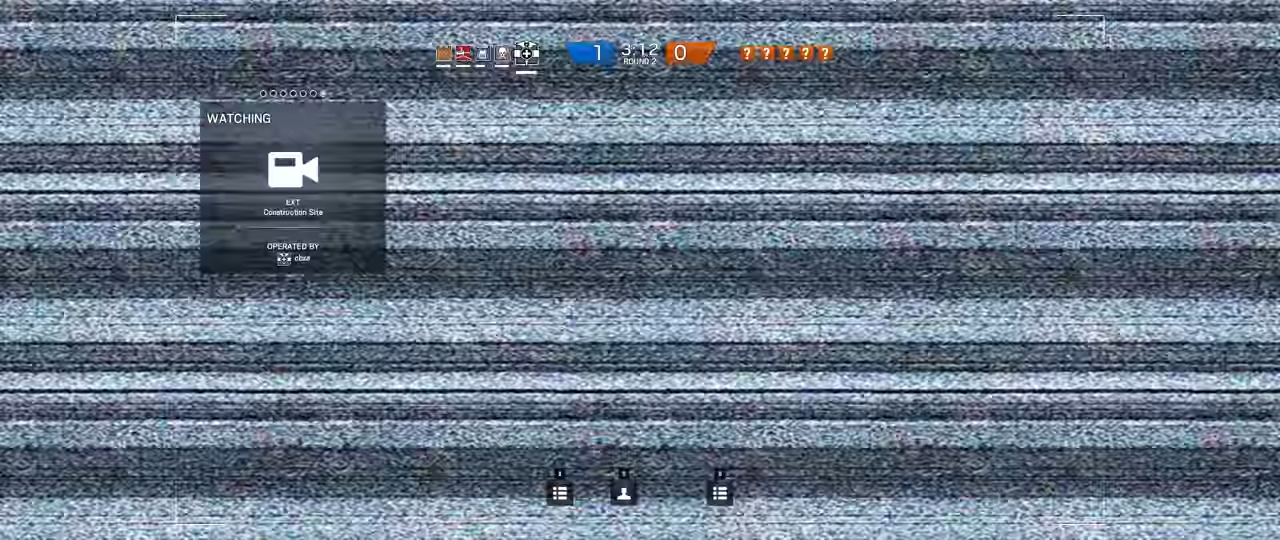 1 3:12 0
ROUND 2
? ? ? ? ?
WATCHING
EXT
Construction Site
OPERATED BY